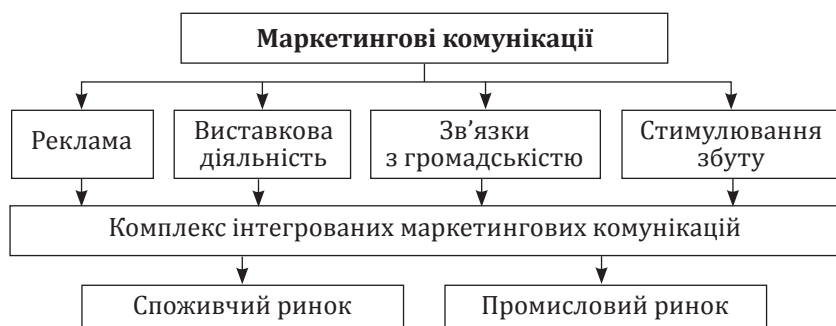 Маркетингові комунікації
Реклама
Виставкова
діяльність
Зв’язки
з громадськістю
Стимулювання
збуту
Комплекс інтегрованих маркетингових комунікацій
Споживчий ринок
Промисловий ринок